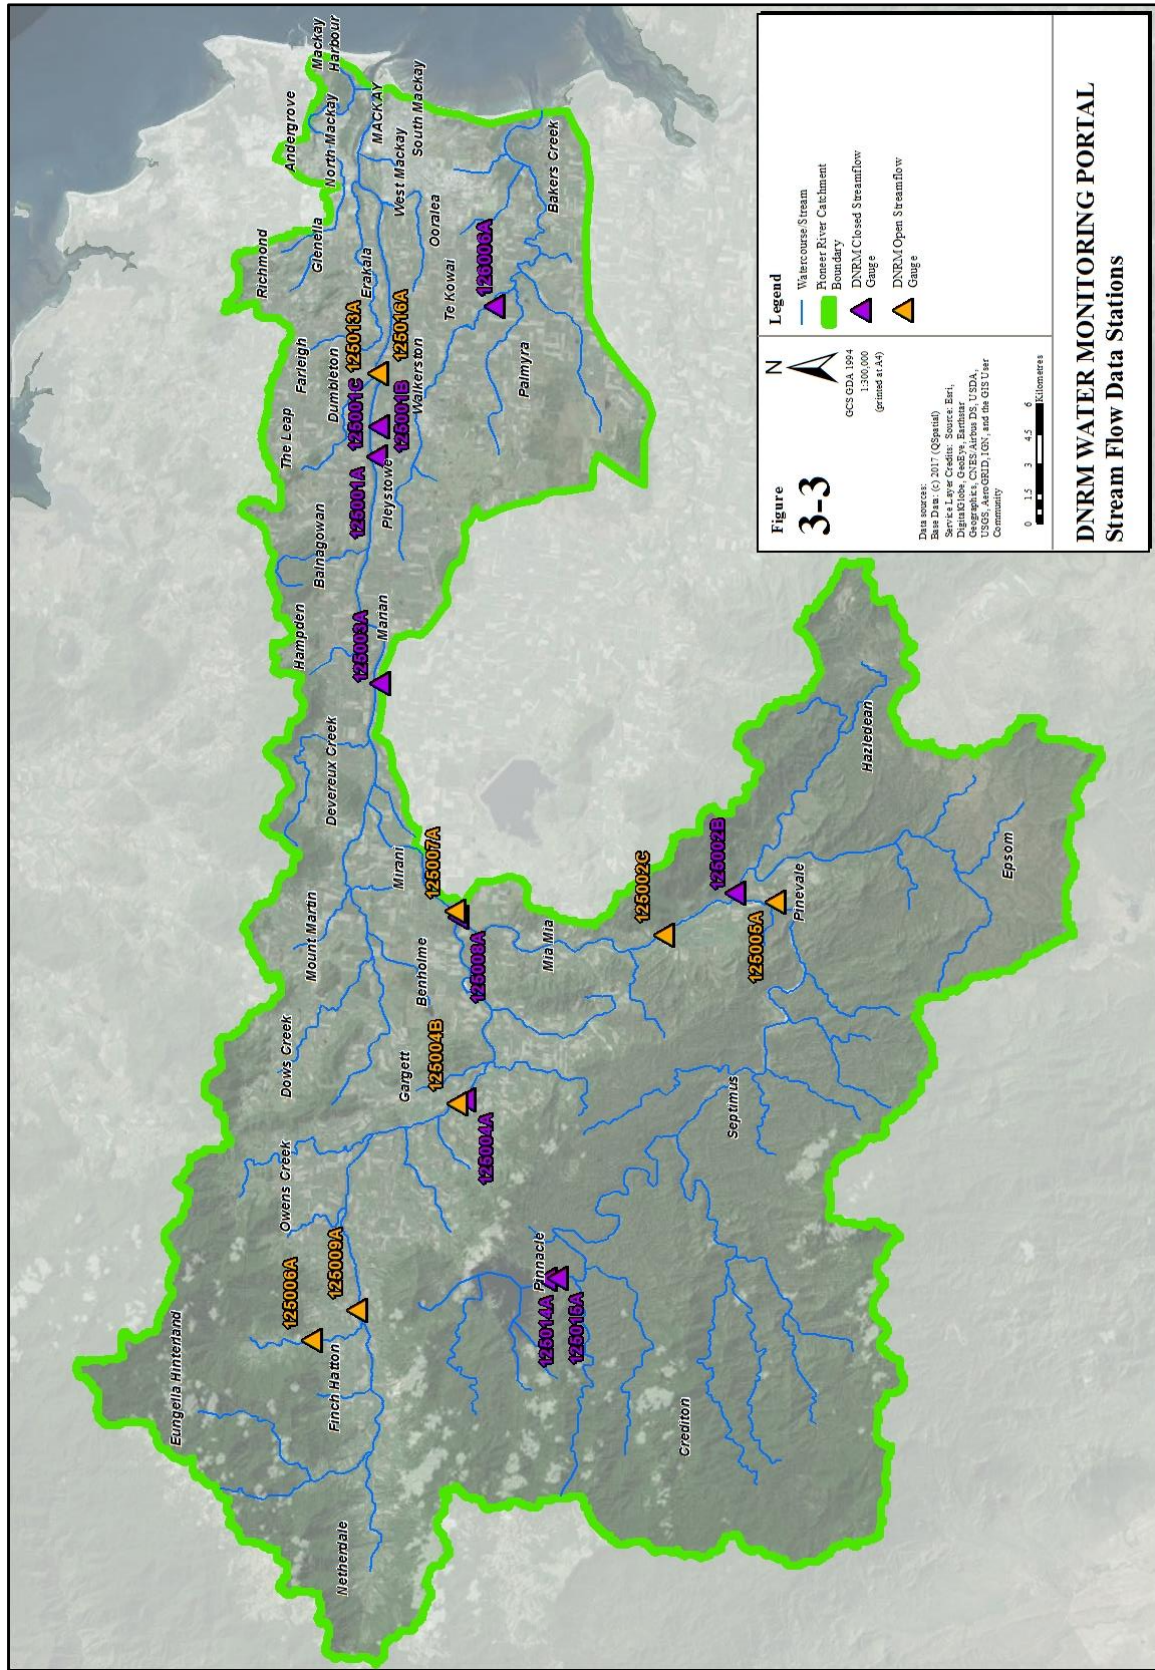 Eungella Hinterland
Netherdale
Finch Hatton
125006A
125009A
Owens Creek
Dows Creek
Mount Martin
Devereux Creek
Hampden
Balnagowan
The Leap
Farleigh
Richmond
Dumbleton
Glenella
Andergrove
North Mackay
Mackay
Harbour
MACKAY
West Mackay
South Mackay
Erakala
Ooralea
Te Kowai
Bakers Creek
126006A
Palmyra
Walkerston
125013A
125016A
125001C
125001B
125001A
Pleystowe
125003A
Marian
Mirani
125007A
125008A
Benholme
Gargett
125004B
125004A
Mia Mia
125002C
125002B
125005A
Pinevale
Hazledean
Epsom
Septimus
Pinnacle
125014A
125015A
Crediton
Figure
3-3
N
GCS GDA 1994
1:300,000
(printed at A4)
Data sources:
Base Data: (c) 2017 (QSpatial)
Service Layer Credits: Source: Esri,
DigitalGlobe, GeoEye, Earthstar
Geographics, CNES/Airbus DS, USDA,
USGS, AeroGRID, IGN, and the GIS User
Community
0 1.5 3 4.5 6
Kilometres
Legend
Watercourse/Stream
Pioneer River Catchment
Boundary
DNRM Closed Streamflow
Gauge
DNRM Open Streamflow
Gauge
DNRM WATER MONITORING PORTAL
Stream Flow Data Stations